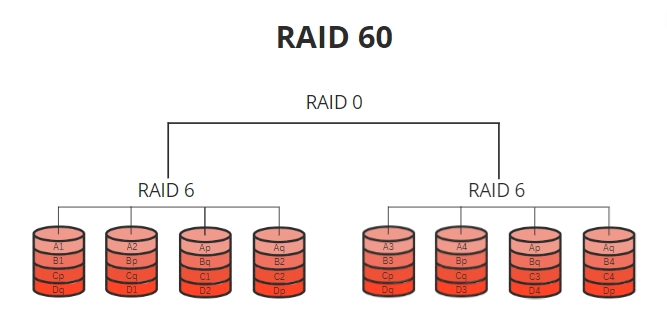 RAID 60
RAID 0
RAID 6 RAID 6
A1 A2 Ap Aq A3 A4 Ap Aq
B1 Bp Bq B2 B3 Bp Bq B4
Cp Cq C1 C2 Cp Cq C3 C4
Dq D1 D2 Dp Dq D3 D4 Dp